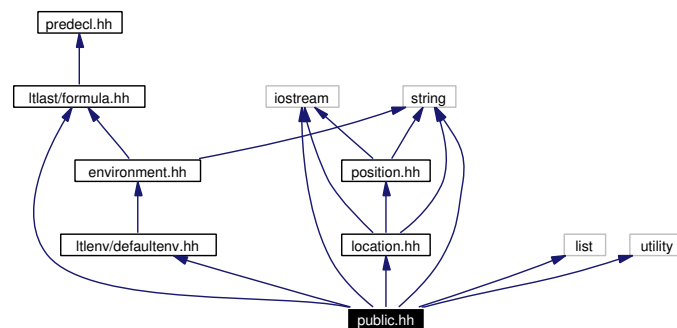 predecl.hh
ltlast/formula.hh
iostream
string
environment.hh
position.hh
ltlenv/defaultenv.hh
location.hh
list
utility
public.hh